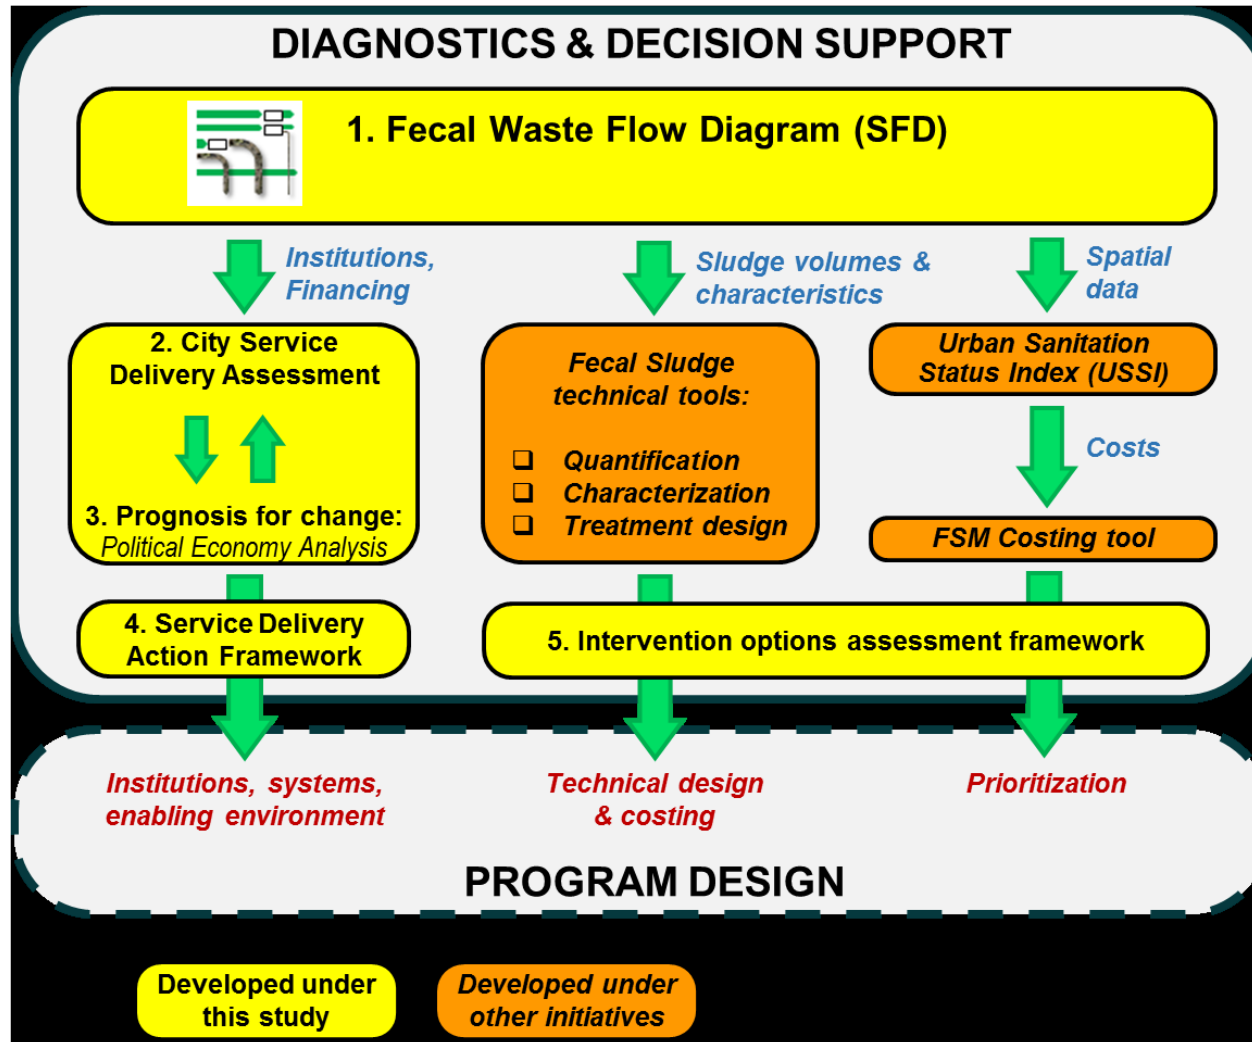 DIAGNOSTICS & DECISION SUPPORT
1. Fecal Waste Flow Diagram (SFD)
Institutions,
Financing
Sludge volumes &
characteristics
Spatial
data
2. City Service
Delivery Assessment
3. Prognosis for change:
Political Economy Analysis
Fecal Sludge
technical tools:
❑ Quantification
❑ Characterization
❑ Treatment design
Urban Sanitation
Status Index (USSI)
Costs
FSM Costing tool
4. Service Delivery
Action Framework
5. Intervention options assessment framework
Institutions, systems,
enabling environment
Technical design
& costing
Prioritization
PROGRAM DESIGN
Developed under
this study
Developed under
other initiatives